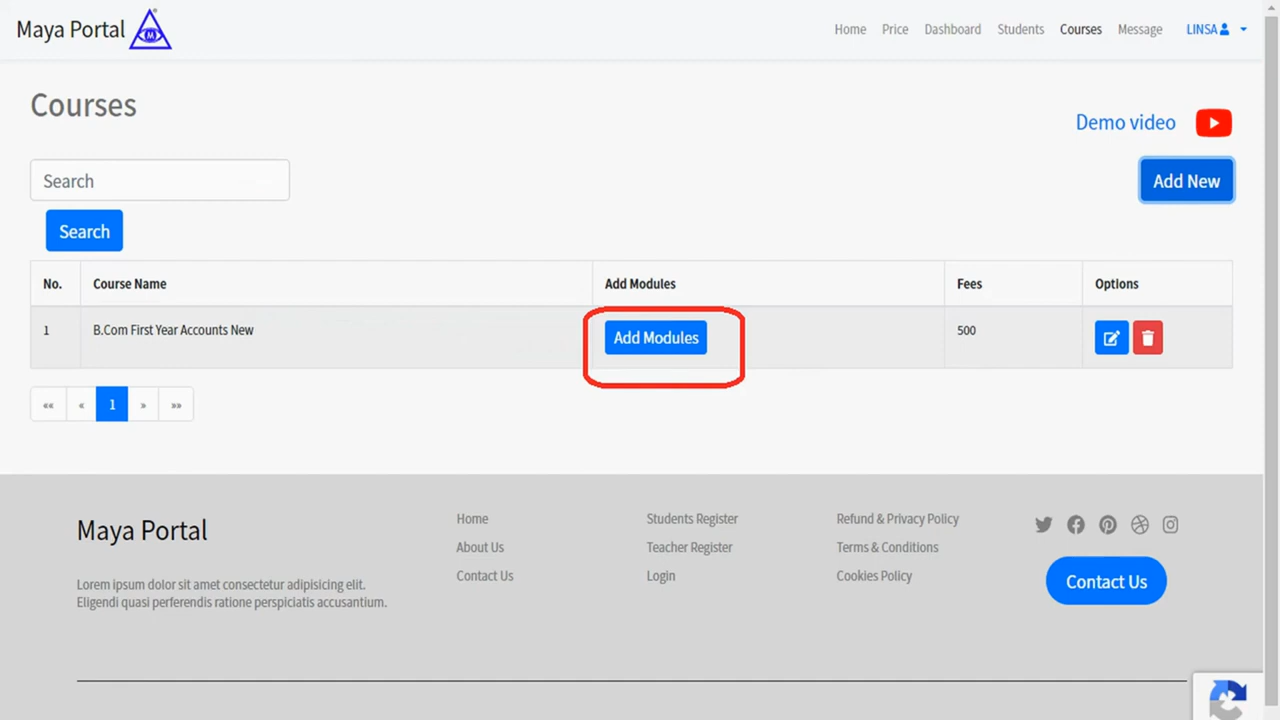 Maya Portal
M
Home Price Dashboard Students Courses Message LINSA
Courses
Demo video
Search
Add New
Search
No. Course Name Add Modules Fees Options
1 B.Com First Year Accounts New Add Modules 500
«« « 1 » »»
Maya Portal
Lorem ipsum dolor sit amet consectetur adipisicing elit.
Eligendi quasi perferendis ratione perspiciatis accusantium.
Home
About Us
Contact Us
Students Register
Teacher Register
Login
Refund & Privacy Policy
Terms & Conditions
Cookies Policy
Contact Us